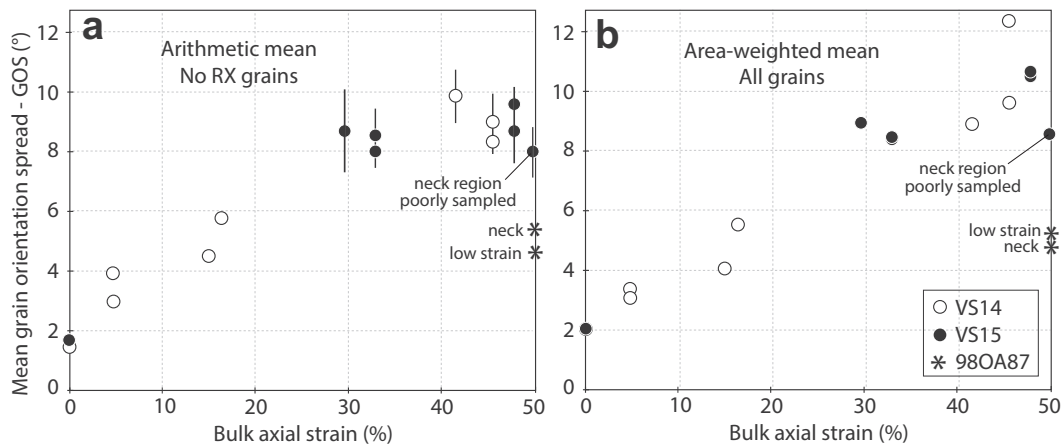 a
Arithmetic mean
No RX grains
neck region
poorly sampled
neck
low strain
Mean grain orientation spread - GOS (°)
12
10
8
6
4
2
0
0 10 20 30 40 50
Bulk axial strain (%)
b
Area-weighted mean
All grains
neck region
poorly sampled
low strain
neck
VS14
VS15
98OA87
12
10
8
6
4
2
0
0 10 20 30 40 50
Bulk axial strain (%)